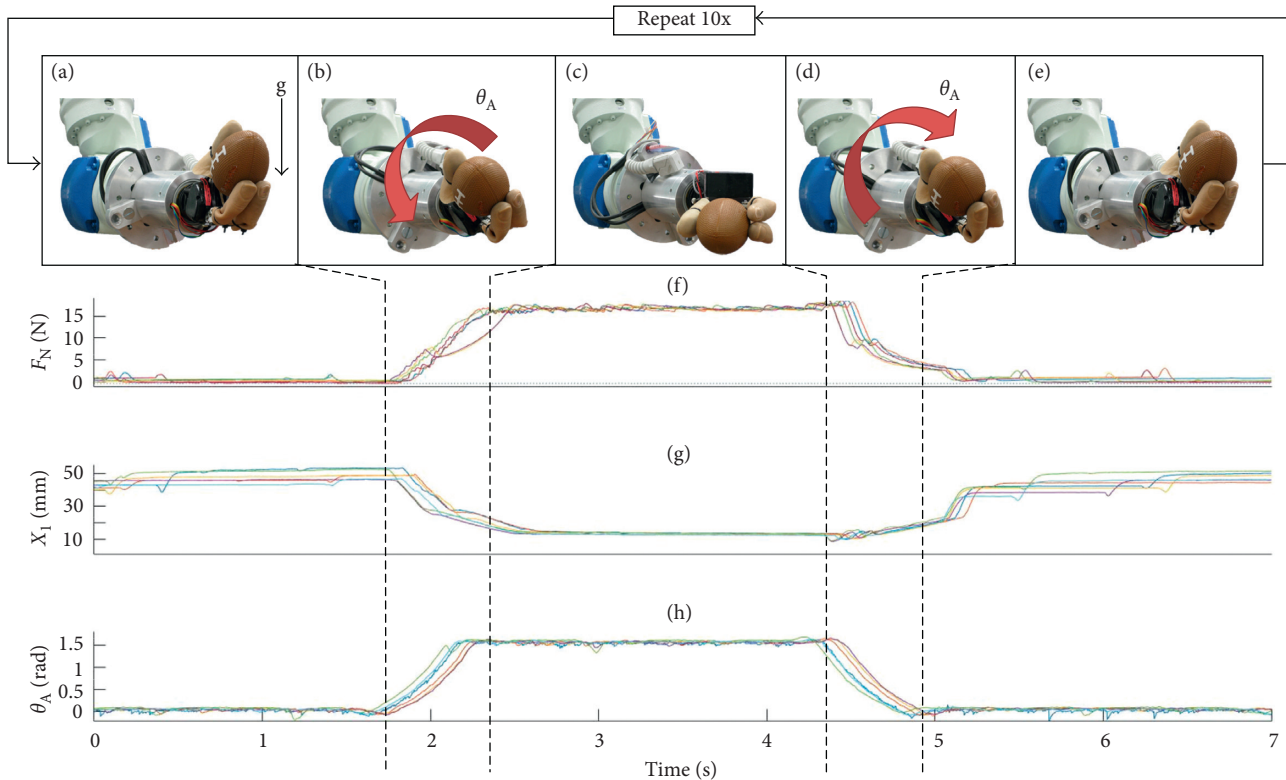 Repeat 10x
(a)
g
(b)
θA
(c)
(d)
θA
(e)
(f)
FN (N)
15
10
5
0
(g)
X1 (mm)
50
30
10
(h)
θA (rad)
1.5
1
0.5
0
0 1 2 3 4 5 6 7
Time (s)